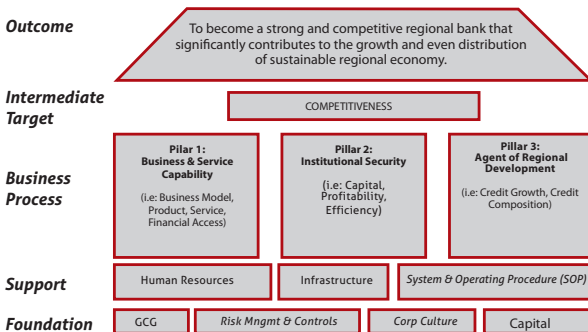 Outcome
To become a strong and competitive regional bank that
significantly contributes to the growth and even distribution
of sustainable regional economy.
Intermediate
Target
COMPETITIVENESS
Business
Process
Pilar 1:
Business & Service
Capability
(i.e: Business Model,
Product, Service,
Financial Access)
Pillar 2:
Institutional Security
(i.e: Capital,
Profitability,
Efficiency)
Pillar 3:
Agent of Regional
Development
(i.e: Credit Growth, Credit
Composition)
Support
Human Resources
Infrastructure
System & Operating Procedure (SOP)
Foundation
GCG
Risk Mngmt & Controls
Corp Culture
Capital